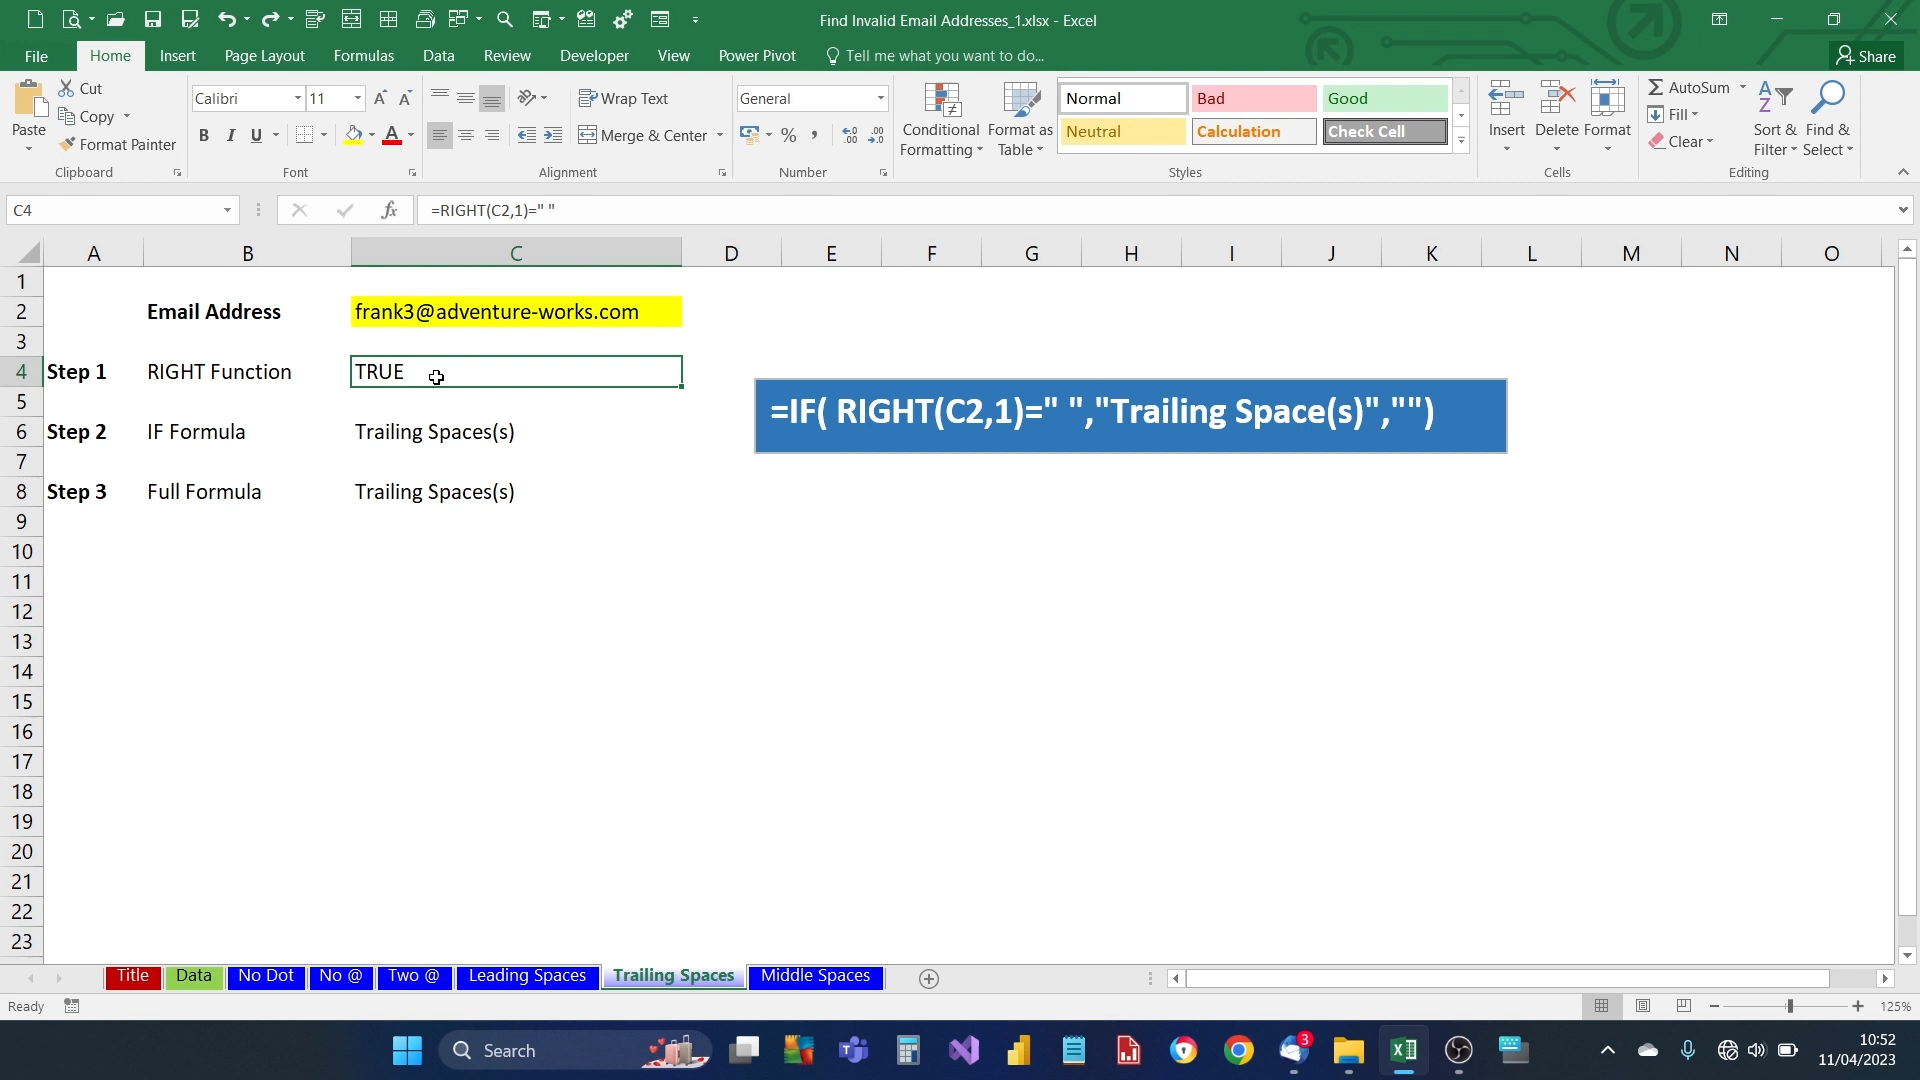 Find Invalid Email Addresses_1.xlsx - Excel
File Home Insert Page Layout Formulas Data Review Developer View Power Pivot Tell me what you want to do... Share
Paste
Cut
Copy
Format Painter
Clipboard
Calibri 11
B I U
Font
Wrap Text
Merge & Center
Alignment
General
Number
Conditional Formatting
Format as Table
Normal Bad Good
Neutral Calculation Check Cell
Styles
Insert Delete Format
Cells
AutoSum
Fill
Clear
Sort & Filter
Find & Select
Editing
C4 fx =RIGHT(C2,1)=" "
A B C D E F G H I J K L M N O
1
2 Email Address frank3@adventure-works.com
3
4 Step 1 RIGHT Function TRUE
=IF( RIGHT(C2,1)=" ","Trailing Space(s)","")
5
6 Step 2 IF Formula Trailing Spaces(s)
7
8 Step 3 Full Formula Trailing Spaces(s)
9
10
11
12
13
14
15
16
17
18
19
20
21
22
23
Title Data No Dot No @ Two @ Leading Spaces Trailing Spaces Middle Spaces
Ready 125%
Search 3 10:52
11/04/2023